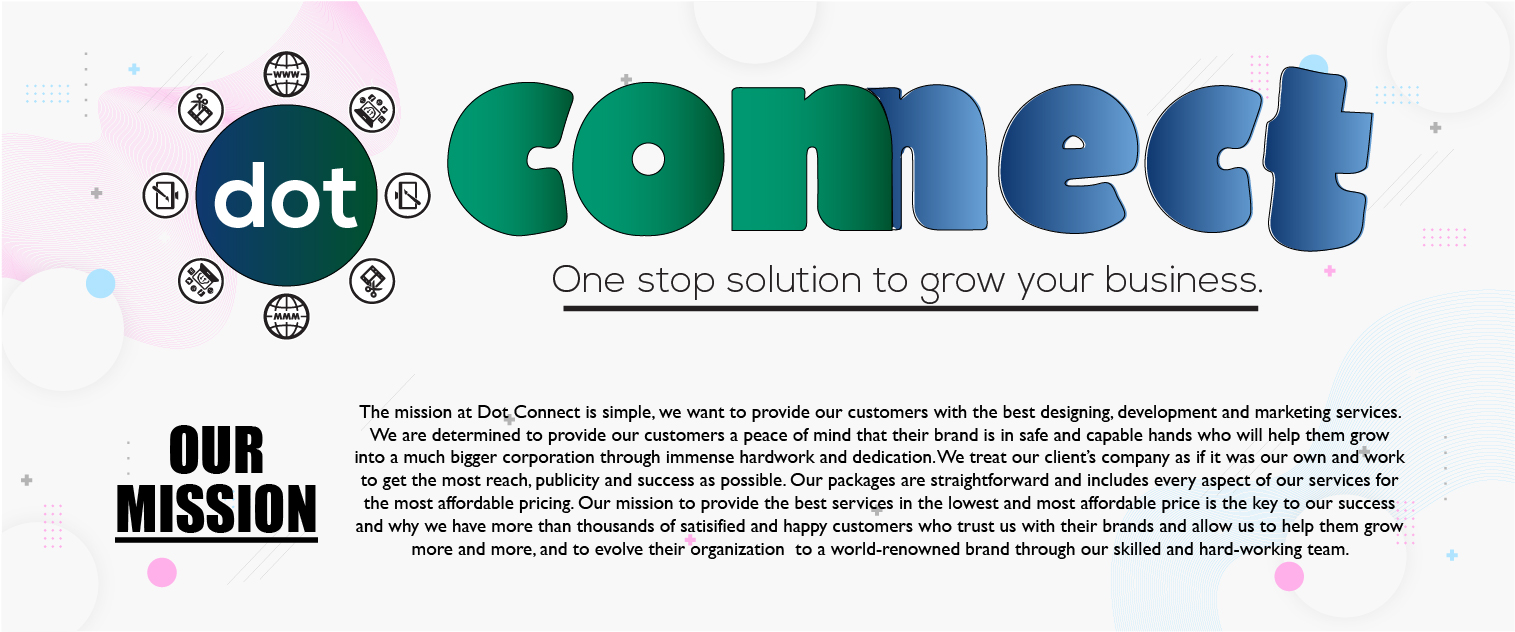 WWW
dot
connect
One stop solution to grow your business.
MMM
OUR
MISSION
The mission at Dot Connect is simple, we want to provide our customers with the best designing, development and marketing services.
We are determined to provide our customers a peace of mind that their brand is in safe and capable hands who will help them grow
into a much bigger corporation through immense hardwork and dedication. We treat our client's company as if it was our own and work
to get the most reach, publicity and success as possible. Our packages are straightforward and includes every aspect of our services for
the most affordable pricing. Our mission to provide the best services in the lowest and most affordable price is the key to our success
and why we have more than thousands of satisified and happy customers who trust us with their brands and allow us to help them grow
more and more, and to evolve their organization  to a world-renowned brand through our skilled and hard-working team.